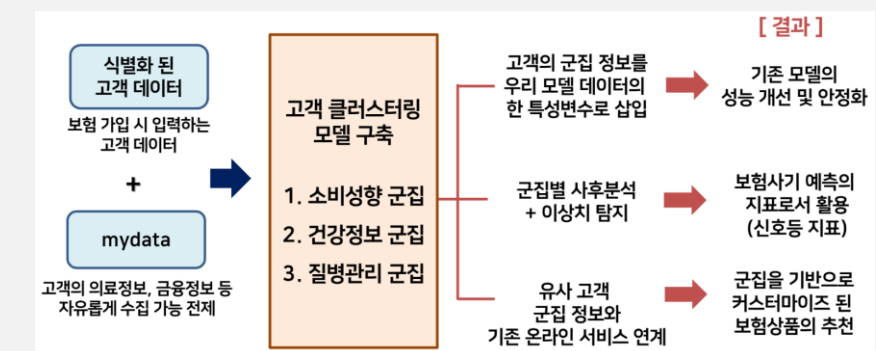 식별화 된
고객 데이터
보험 가입 시 입력하는
고객 데이터
+
mydata
고객의 의료정보, 금융정보 등
자유롭게 수집 가능 전제
고객 클러스터링
모델 구축
1. 소비성향 군집
2. 건강정보 군집
3. 질병관리 군집
고객의 군집 정보를
우리 모델 데이터의
한 특성변수로 삽입
군집별 사후분석
+ 이상치 탐지
유사 고객
군집 정보와
기존 온라인 서비스 연계
[ 결과 ]
기존 모델의
성능 개선 및 안정화
보험사기 예측의
지표로서 활용
(신호등 지표)
군집을 기반으로
커스터마이즈 된
보험상품의 추천